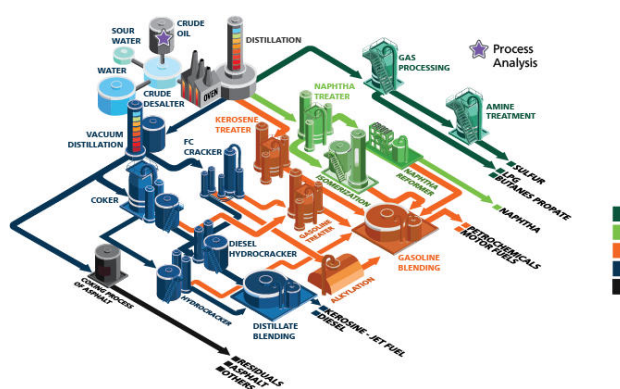 CRUDE
OIL
SOUR
WATER
DISTILLATION
Process
Analysis
GAS
PROCESSING
WATER
CRUDE
DESALTER
OVEN
NAPHTHA
TREATER
AMINE
TREATMENT
KEROSENE
TREATER
VACUUM
DISTILLATION
FC
CRACKER
SULFUR
LPG
BUTANES PROPATE
ISOMERIZATION
NAPHTHA
REFORMER
NAPHTHA
COKER
GASOLINE
TREATER
PETROCHEMICALS
MOTOR FUELS
DIESEL
HYDROCRACKER
GASOLINE
BLENDING
COKING PROCESS
OF ASPHALT
HYDROCRACKER
ALKYLATION
DISTILLATE
BLENDING
KEROSINE - JET FUEL
DIESEL
RESIDUALS
ASPHALT
OTHERS